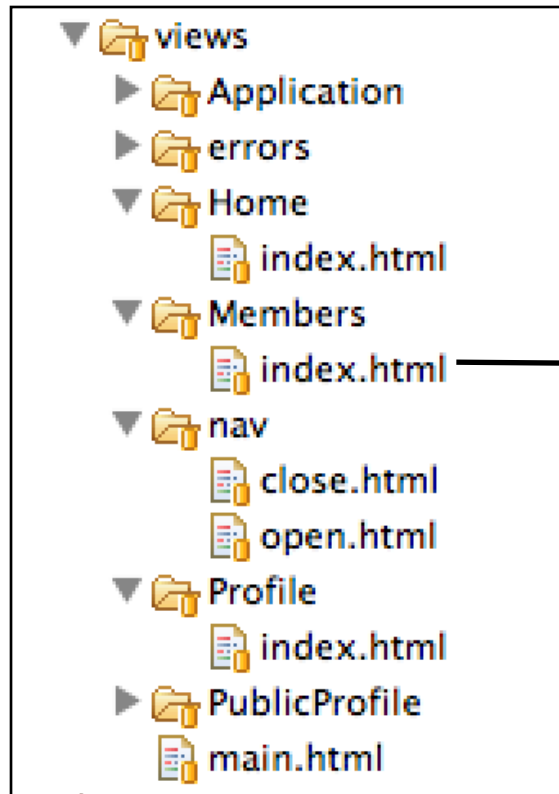 views
Application
errors
Home
index.html
Members
index.html
nav
close.html
open.html
Profile
index.html
PublicProfile
main.html